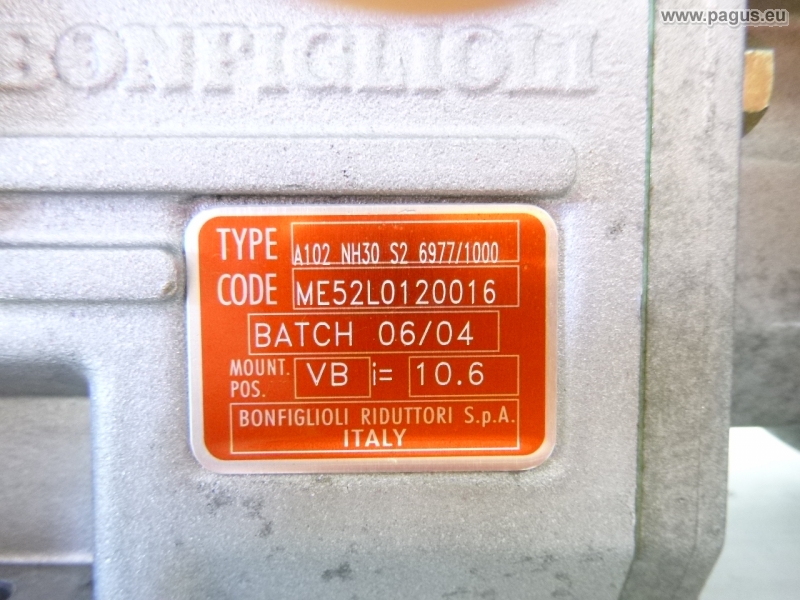 www.pagus.eu
BONFIGLIOLI
TYPE A102 NH30 S2 6977/1000
CODE ME52L0120016
BATCH 06/04
MOUNT. POS. VB i= 10.6
BONFIGLIOLI RIDUTTORI S.p.A.
ITALY